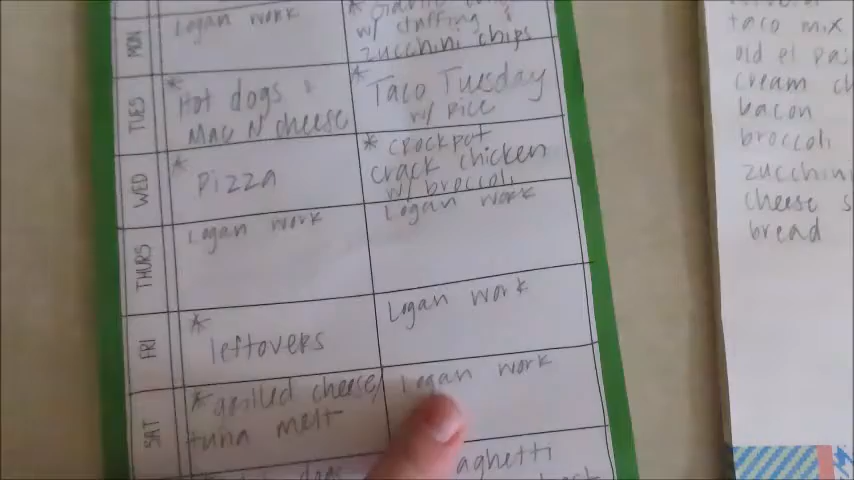 MON
Logan work
w/ stuffing &
zucchini chips
TUES
* Hot dogs &
Mac N cheese
* Taco Tuesday
w/ rice
WED
* Pizza
* crockpot
crack chicken
w/ broccoli
THURS
Logan work
Logan work
FRI
* leftovers
Logan work
SAT
* grilled cheese/
tuna melt
Logan work
taco mix
old el pas
cream ch
bacon
broccoli
zucchini
cheese s
bread